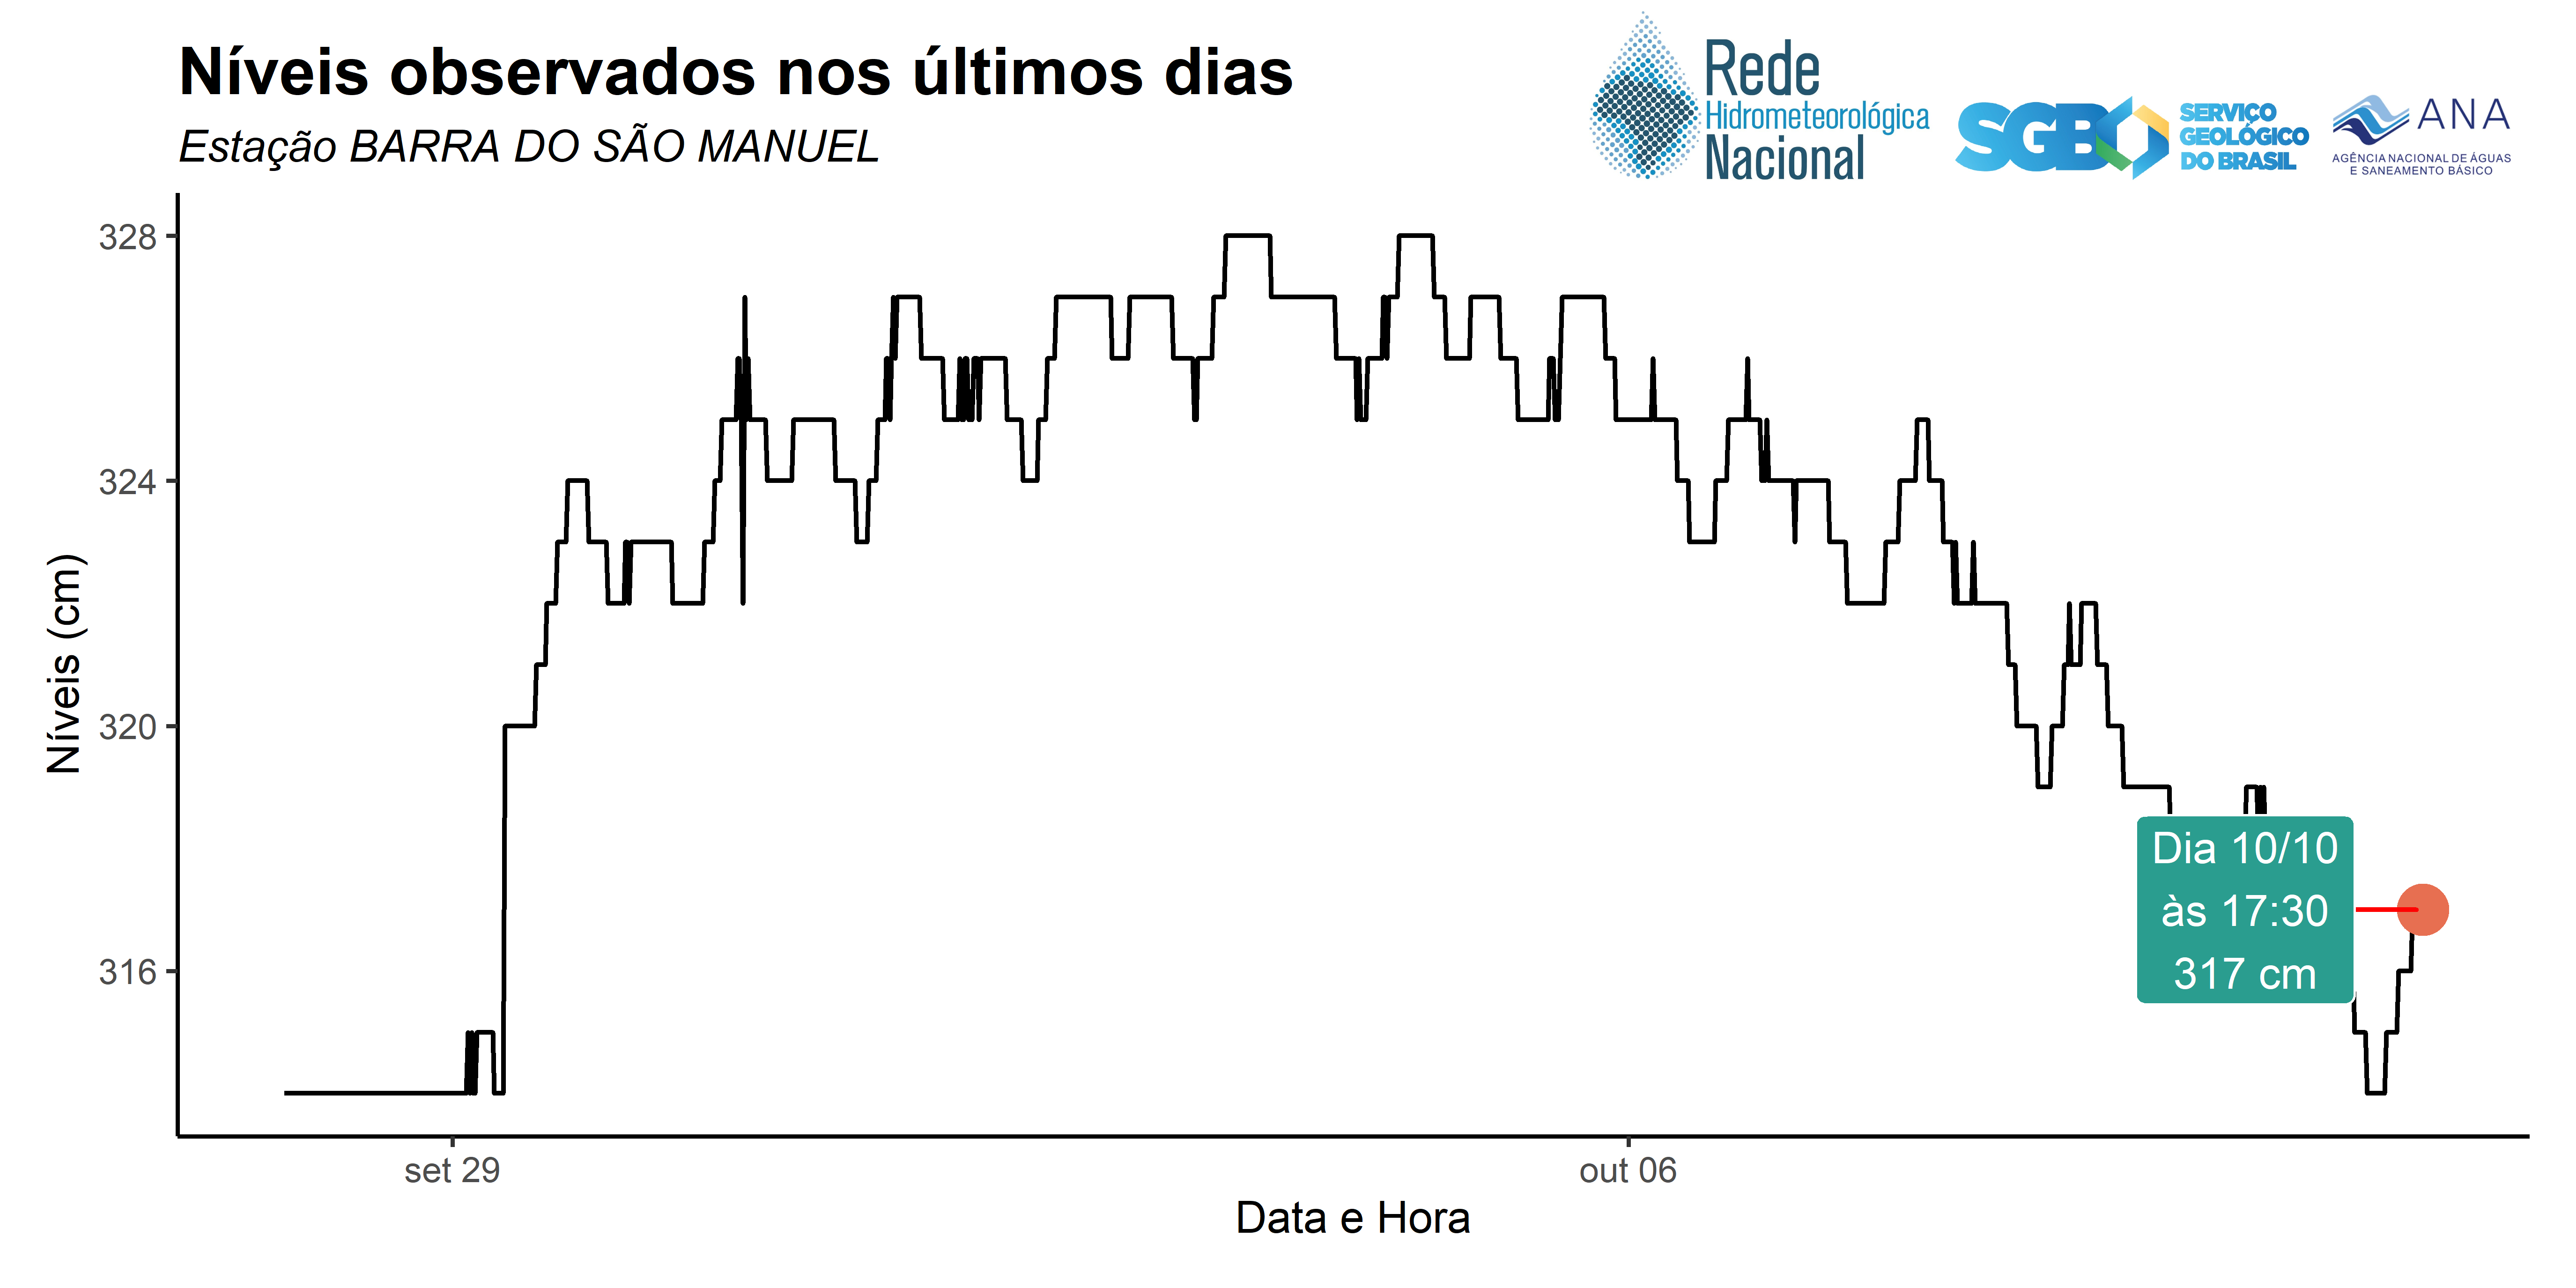 Níveis observados nos últimos dias
Estação BARRA DO SÃO MANUEL
Rede
Hidrometeorológica
Nacional
SGB
SERVIÇO
GEOLÓGICO
DO BRASIL
ANA
AGÊNCIA NACIONAL DE ÁGUAS
E SANEAMENTO BÁSICO
328
324
320
316
Níveis (cm)
Dia 10/10
às 17:30
317 cm
set 29
out 06
Data e Hora